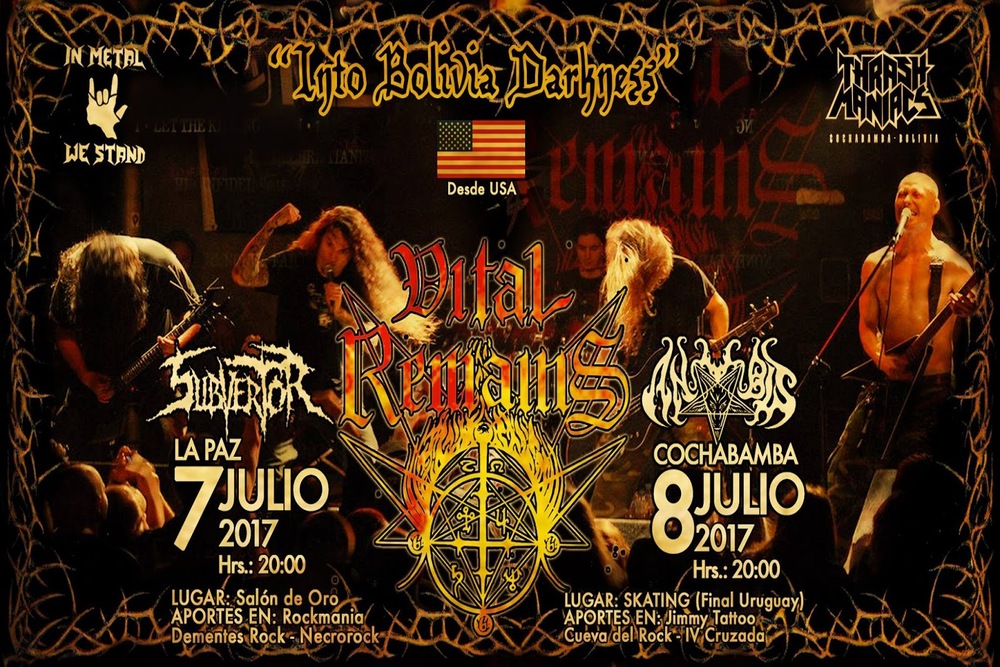 IN METAL
WE STAND
"Into Bolivia Darkness"
THRASH
MANIACS
COCHABAMBA - BOLIVIA
Desde USA
Vital
Remains
Remains
SUBVERTOR
LA PAZ
7 JULIO
2017
Hrs.: 20:00
LUGAR: Salón de Oro
APORTES EN: Rockmania
Dementes Rock - Necrorock
ANUBIS
COCHABAMBA
8 JULIO
2017
Hrs.: 20:00
LUGAR: SKATING (Final Uruguay)
APORTES EN: Jimmy Tattoo
Cueva del Rock - IV Cruzada